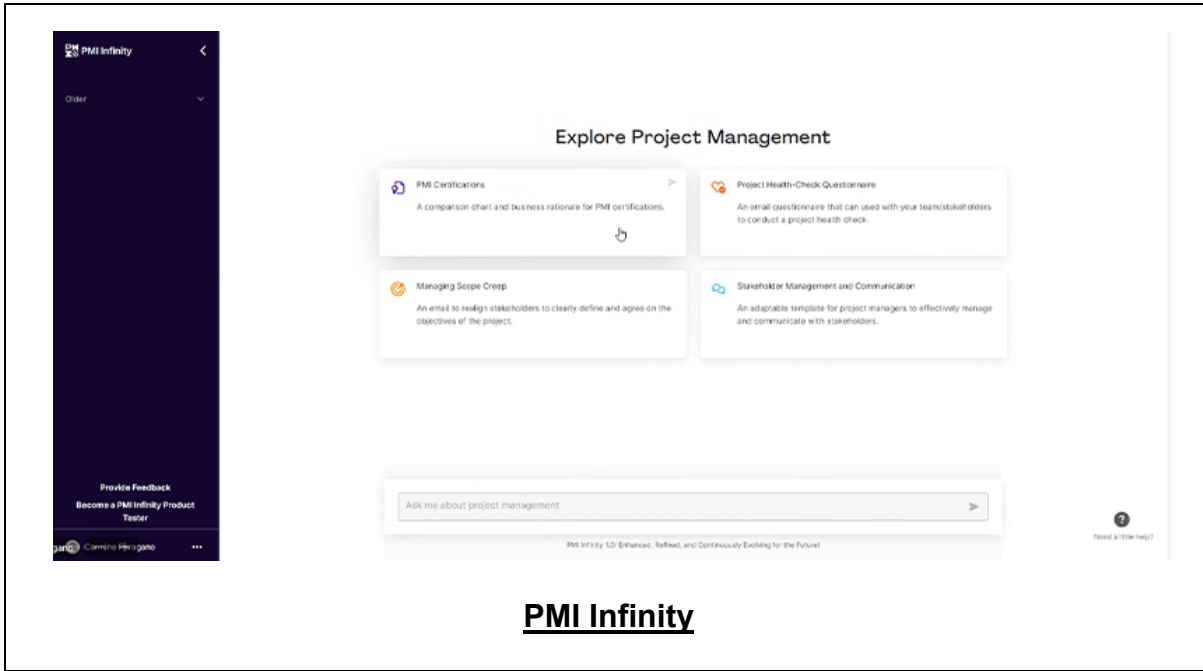 PMI Infinity
Older
Explore Project Management
PMI Certifications
A comparison chart and business rationale for PMI certifications.
Project Health-Check Questionnaire
An email questionnaire that can used with your team/stakeholders
to conduct a project health check.
Managing Scope Creep
An email to realign stakeholders to clearly define and agree on the
objectives of the project.
Stakeholder Management and Communication
An adaptable template for project managers to effectively manage
and communicate with stakeholders.
Provide Feedback
Become a PMI Infinity Product
Tester
Carmine
Ask me about project management
PMI Infinity 1.0: Enhanced, Refined, and Continuously Evolving for the Future!
Need a little help?
PMI Infinity